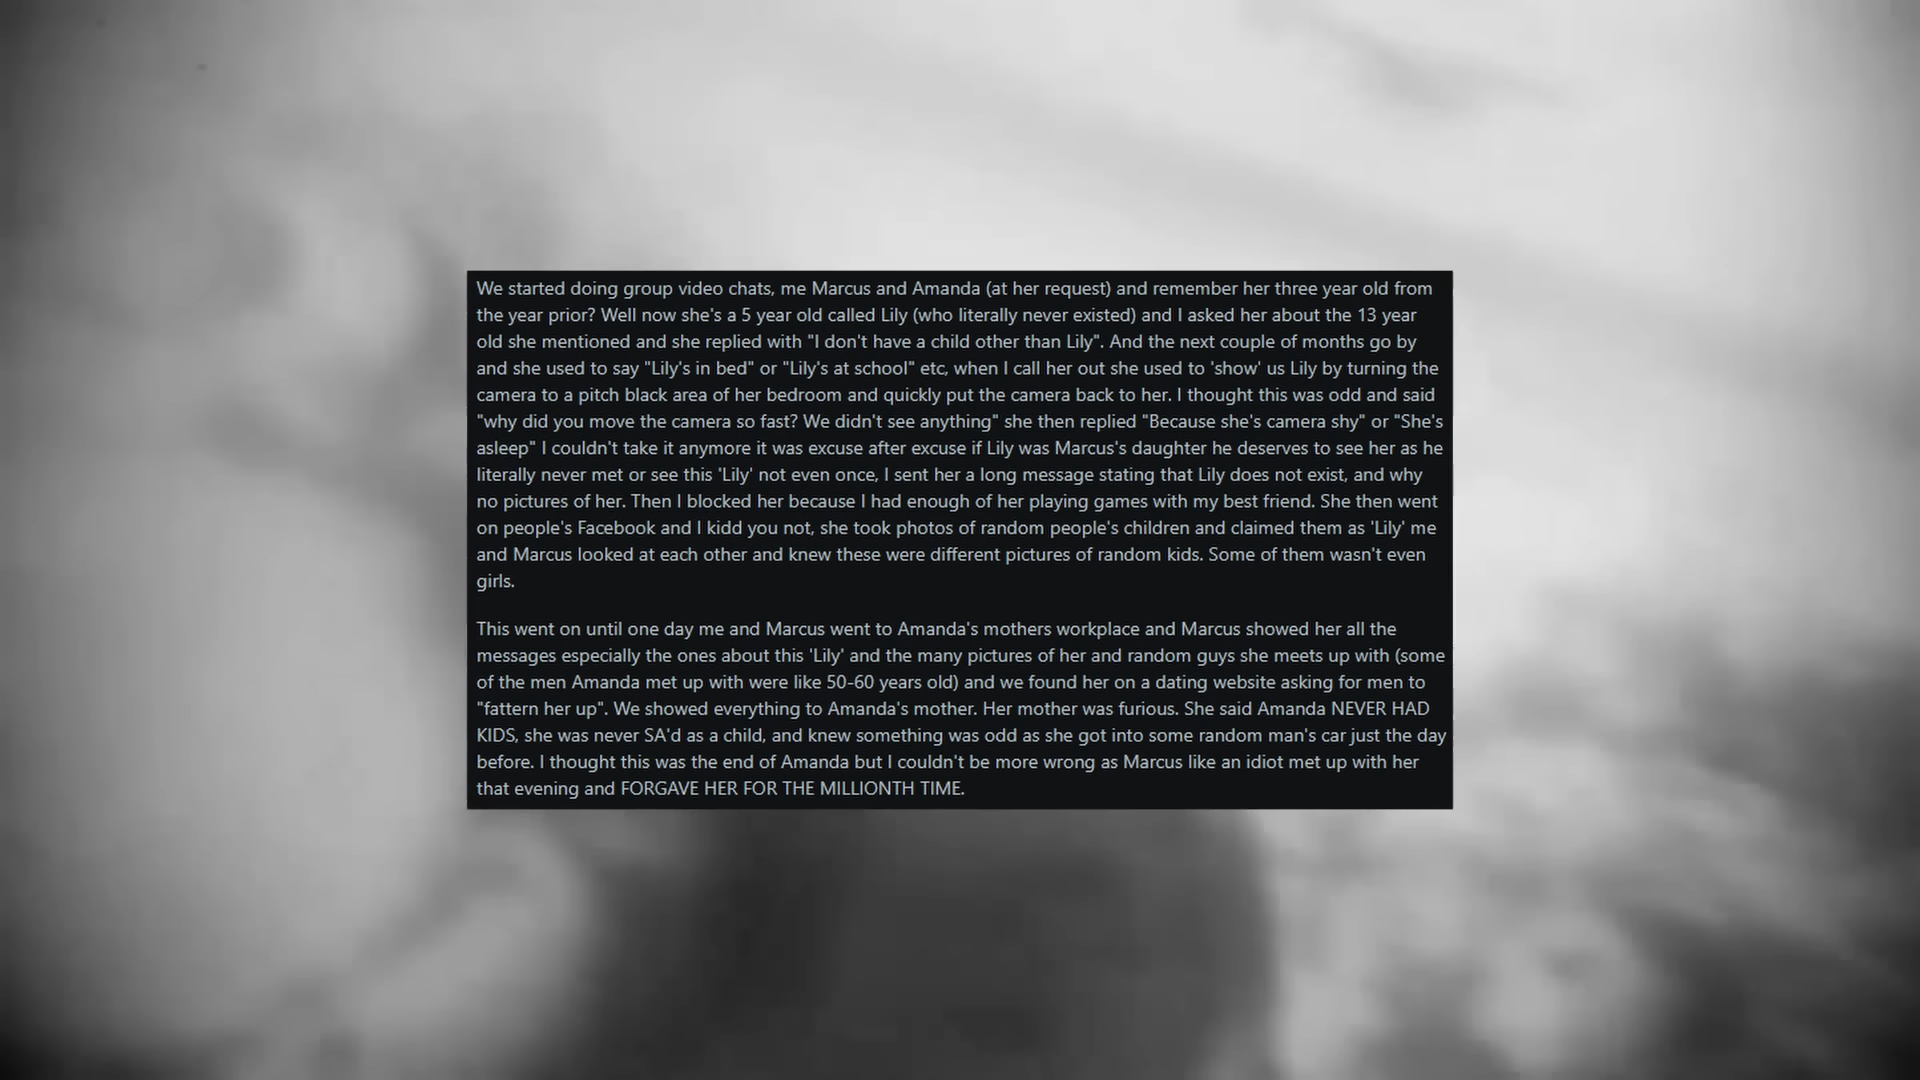 We started doing group video chats, me Marcus and Amanda (at her request) and remember her three year old from
the year prior? Well now she's a 5 year old called Lily (who literally never existed) and I asked her about the 13 year
old she mentioned and she replied with "I don't have a child other than Lily". And the next couple of months go by
and she used to say "Lily's in bed" or "Lily's at school" etc, when I call her out she used to 'show' us Lily by turning the
camera to a pitch black area of her bedroom and quickly put the camera back to her. I thought this was odd and said
"why did you move the camera so fast? We didn't see anything" she then replied "Because she's camera shy" or "She's
asleep" I couldn't take it anymore it was excuse after excuse if Lily was Marcus's daughter he deserves to see her as he
literally never met or see this 'Lily' not even once, I sent her a long message stating that Lily does not exist, and why
no pictures of her. Then I blocked her because I had enough of her playing games with my best friend. She then went
on people's Facebook and I kidd you not, she took photos of random people's children and claimed them as 'Lily' me
and Marcus looked at each other and knew these were different pictures of random kids. Some of them wasn't even
girls.
This went on until one day me and Marcus went to Amanda's mothers workplace and Marcus showed her all the
messages especially the ones about this 'Lily' and the many pictures of her and random guys she meets up with (some
of the men Amanda met up with were like 50-60 years old) and we found her on a dating website asking for men to
"fattern her up". We showed everything to Amanda's mother. Her mother was furious. She said Amanda NEVER HAD
KIDS, she was never SA'd as a child, and knew something was odd as she got into some random man's car just the day
before. I thought this was the end of Amanda but I couldn't be more wrong as Marcus like an idiot met up with her
that evening and FORGAVE HER FOR THE MILLIONTH TIME.